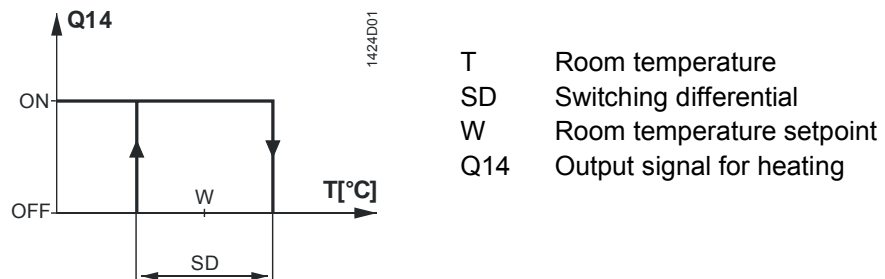 Q14
1424D01
ON
OFF
W
T[°C]
SD
T Room temperature
SD Switching differential
W Room temperature setpoint
Q14 Output signal for heating